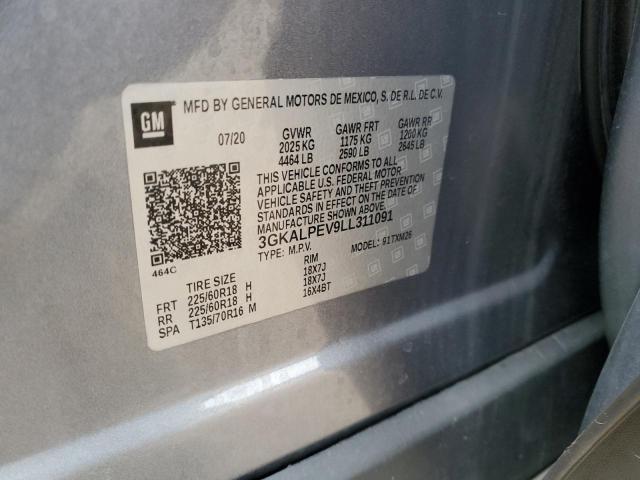 GM
MFD BY GENERAL MOTORS DE MEXICO, S. DE R.L. DE C.V.
07/20 GVWR GAWR FRT GAWR RR
2025 KG 1175 KG 1200 KG
4464 LB 2590 LB 2645 LB
THIS VEHICLE CONFORMS TO ALL
APPLICABLE U.S. FEDERAL MOTOR
VEHICLE SAFETY AND THEFT PREVENTION
STANDARDS IN EFFECT ON THE DATE OF
MANUFACTURE SHOWN ABOVE.
3GKALPEV9LL311091
TYPE: M.P.V. 91TXM26
464C
TIRE SIZE RIM
FRT 225/60R18 H 18X7J
RR 225/60R18 H 18X7J
SPA T135/70R16 M 16X4BT